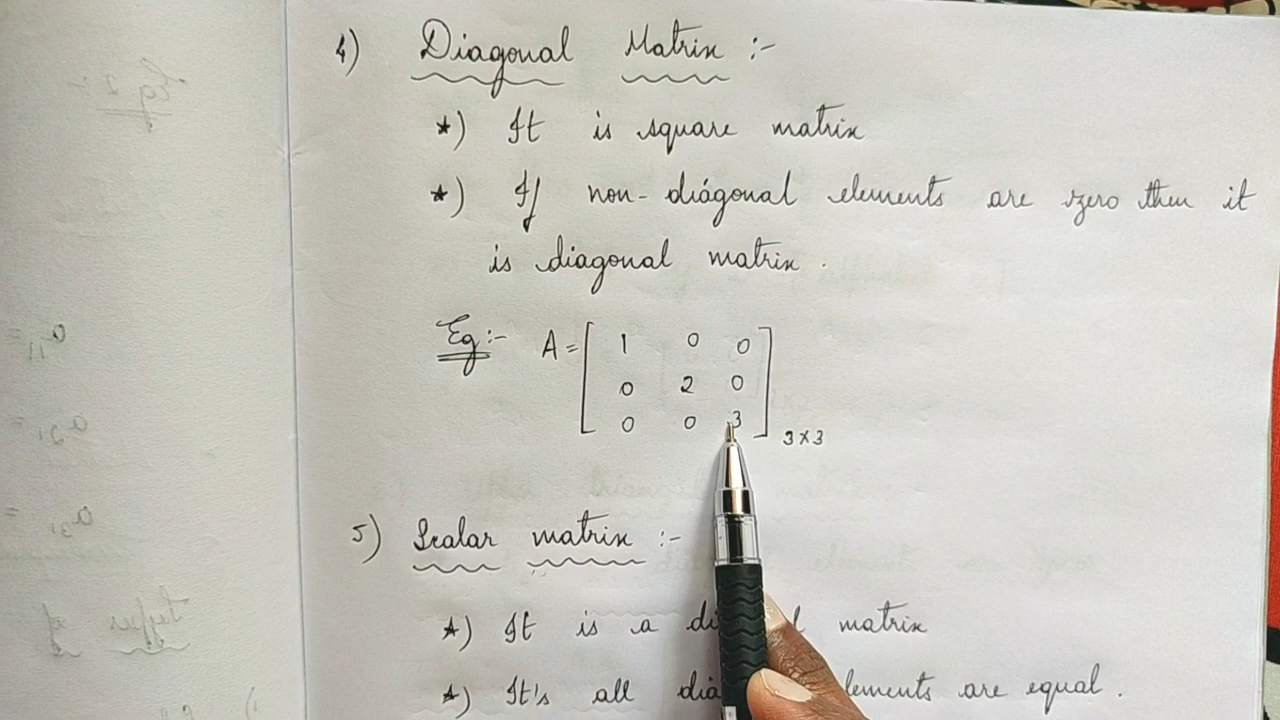 4) Diagonal Matrix :-
*) It is square matrix
*) If non-diagonal elements are zero then it
is diagonal matrix.
Eg:- A = [ 1 0 0
0 2 0
0 0 3 ] 3×3
5) Scalar matrix :-
*) It is a matrix
*) It's all elements are equal.